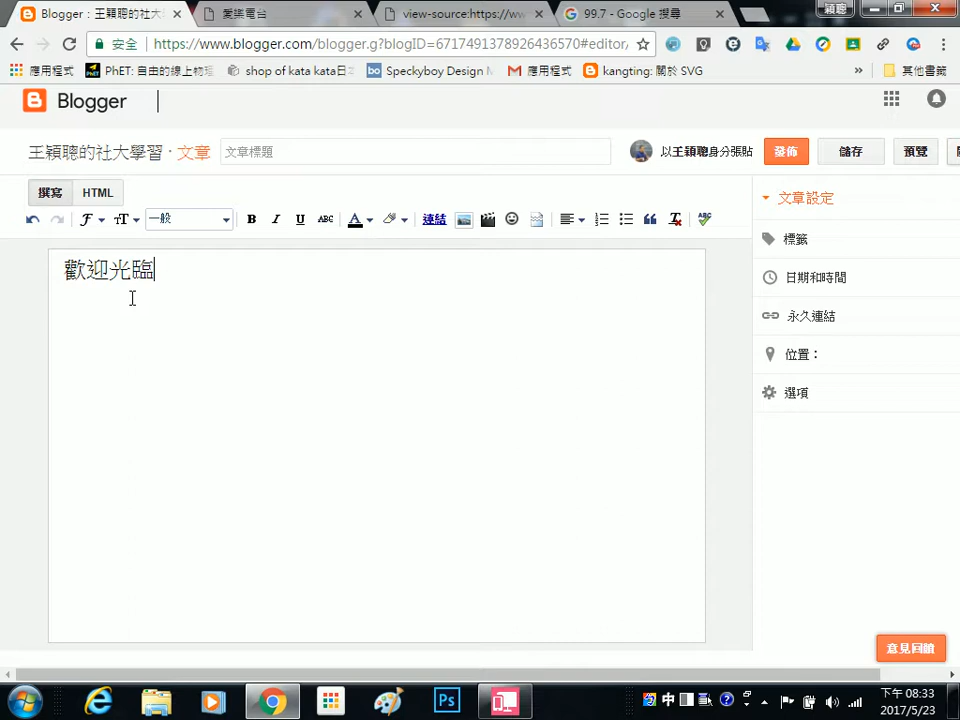 Blogger：王穎聰的社大
愛樂電台
view-source:https://ww
99.7 - Google 搜尋
穎聰
安全 https://www.blogger.com/blogger.g?blogID=6717491378926436570#editor/
應用程式 PhET: 自由的線上物理 shop of kata kata日本 Speckyboy Design M 應用程式 kangting: 關於 SVG » 其他書籤
Blogger
王穎聰的社大學習 · 文章 文章標題 以王穎聰身分張貼 發佈 儲存 預覽
撰寫 HTML 文章設定
一般 B I U ABC A 連結
標籤
歡迎光臨
日期和時間
永久連結
位置：
選項
意見回饋
Ps 中 下午 08:33
2017/5/23